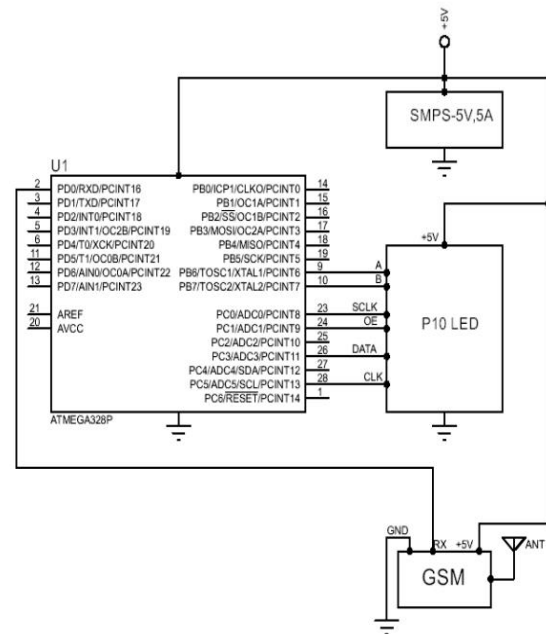 +5V
SMPS-5V,5A
U1
2 PD0/RXD/PCINT16 PB0/ICP1/CLKO/PCINT0 14
3 PD1/TXD/PCINT17 PB1/OC1A/PCINT1 15
4 PD2/INT0/PCINT18 PB2/SS/OC1B/PCINT2 16
5 PD3/INT1/OC2B/PCINT19 PB3/MOSI/OC2A/PCINT3 17
6 PD4/T0/XCK/PCINT20 PB4/MISO/PCINT4 18
11 PD5/T1/OC0B/PCINT21 PB5/SCK/PCINT5 19
12 PD6/AIN0/OC0A/PCINT22 PB6/TOSC1/XTAL1/PCINT6 9 A
13 PD7/AIN1/PCINT23 PB7/TOSC2/XTAL2/PCINT7 10 B
+5V
21 AREF PC0/ADC0/PCINT8 23 SCLK
20 AVCC PC1/ADC1/PCINT9 24 OE
P10 LED
PC2/ADC2/PCINT10 25
PC3/ADC3/PCINT11 26 DATA
PC4/ADC4/SDA/PCINT12 27
PC5/ADC5/SCL/PCINT13 28 CLK
PC6/RESET/PCINT14 1
ATMEGA328P
GND RX +5V ANT
GSM